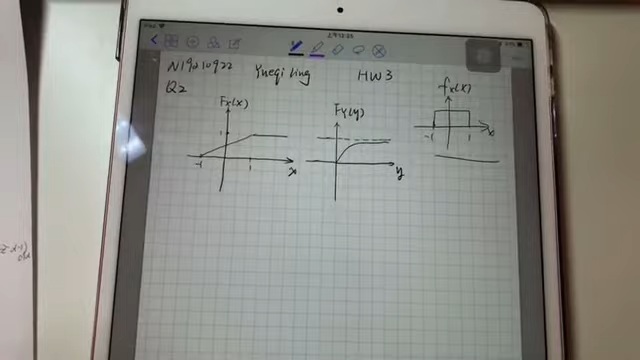 N19210922 Yueqi Ling HW3
Q2
Fx(x)
1
-1
1
x
Fy(y)
y
fx(x)
-1
1
x